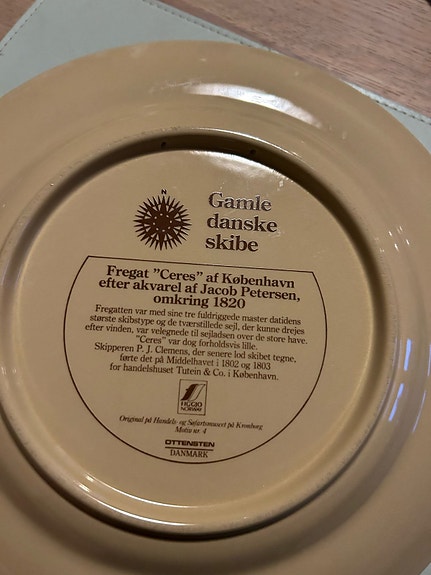 N
Gamle
danske
skibe
Fregat "Ceres" af København
efter akvarel af Jacob Petersen,
omkring 1820
Fregatten var med sine tre fuldriggede master datidens
største skibstype og de tværstillede sejl, der kunne drejes
efter vinden, var velegnede til sejladsen over de store have.
"Ceres" var dog forholdsvis lille.
Skipperen P. J. Clemens, der senere lod skibet tegne,
førte det på Middelhavet i 1802 og 1803
for handelshuset Tutein & Co. i København.
FIGGJO
NORWAY
Original på Handels- og Søfartsmuseet på Kronborg
Motiv nr. 4
OTTENSTEN
DANMARK